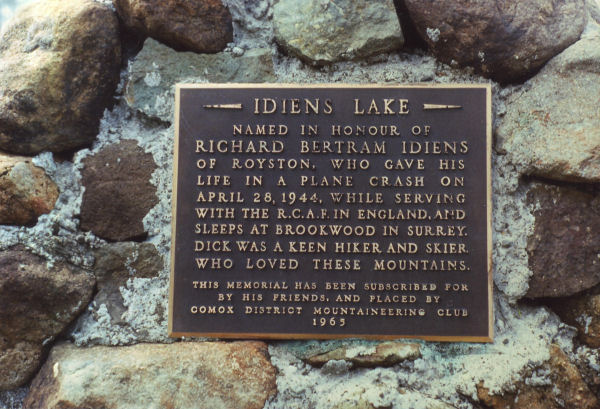 IDIENS LAKE
NAMED IN HONOUR OF
RICHARD BERTRAM IDIENS
OF ROYSTON, WHO GAVE HIS
LIFE IN A PLANE CRASH ON
APRIL 28, 1944, WHILE SERVING
WITH THE R.C.A.F. IN ENGLAND, AND
SLEEPS AT BROOKWOOD IN SURREY.
DICK WAS A KEEN HIKER AND SKIER
WHO LOVED THESE MOUNTAINS.
THIS MEMORIAL HAS BEEN SUBSCRIBED FOR
BY HIS FRIENDS, AND PLACED BY
COMOX DISTRICT MOUNTAINEERING CLUB
1965